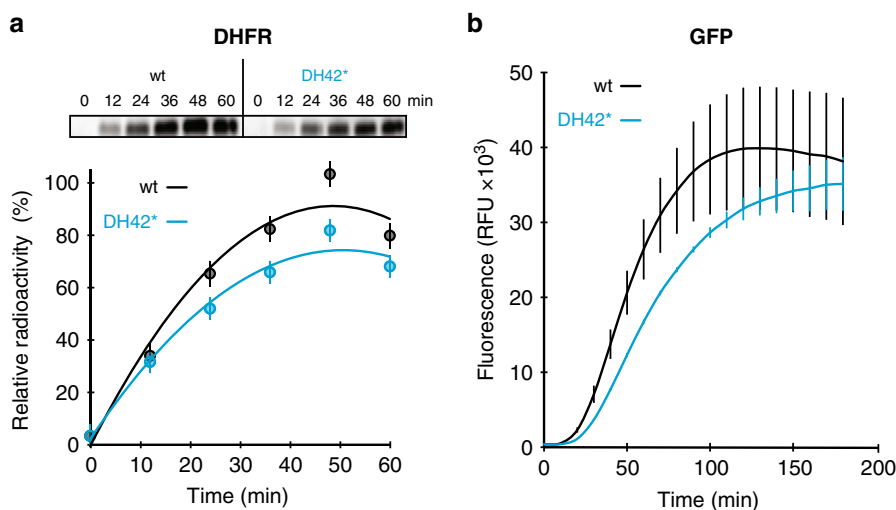 a
DHFR
wt DH42*
0 12 24 36 48 60 0 12 24 36 48 60 min
wt
DH42*
Relative radioactivity (%)
100
80
60
40
20
0
0 10 20 30 40 50 60
Time (min)
b
GFP
wt
DH42*
Fluorescence (RFU ×10³)
50
40
30
20
10
0
0 50 100 150 200
Time (min)